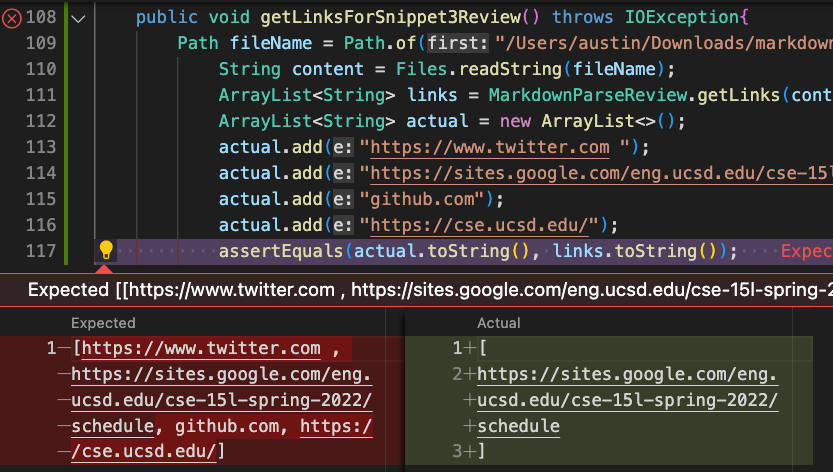 108 public void getLinksForSnippet3Review() throws IOException{
109 Path fileName = Path.of(first: "/Users/austin/Downloads/markdown
110 String content = Files.readString(fileName);
111 ArrayList<String> links = MarkdownParseReview.getLinks(cont
112 ArrayList<String> actual = new ArrayList<>();
113 actual.add(e: "https://www.twitter.com ");
114 actual.add(e: "https://sites.google.com/eng.ucsd.edu/cse-15l
115 actual.add(e: "github.com");
116 actual.add(e: "https://cse.ucsd.edu/");
117 assertEquals(actual.toString(), links.toString()); Expec
Expected [[https://www.twitter.com , https://sites.google.com/eng.ucsd.edu/cse-15l-spring-2
Expected
1—[https://www.twitter.com ,
—https://sites.google.com/eng.
—ucsd.edu/cse-15l-spring-2022/
—schedule, github.com, https:/
—/cse.ucsd.edu/]
Actual
1+[
2+https://sites.google.com/eng.
+ucsd.edu/cse-15l-spring-2022/
+schedule
3+]